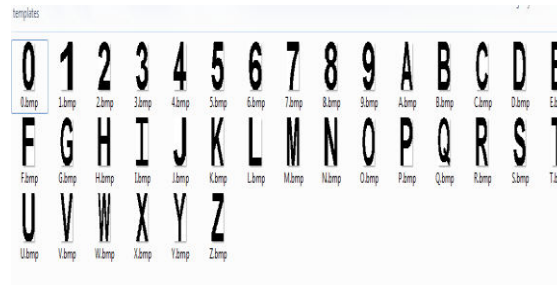 templates
0 1 2 3 4 5 6 7 8 9 A B C D E
0.bmp 1.bmp 2.bmp 3.bmp 4.bmp 5.bmp 6.bmp 7.bmp 8.bmp 9.bmp A.bmp B.bmp C.bmp D.bmp E.b
F G H I J K L M N O P Q R S T
F.bmp G.bmp H.bmp I.bmp J.bmp K.bmp L.bmp M.bmp N.bmp O.bmp P.bmp Q.bmp R.bmp S.bmp T.b
U V W X Y Z
U.bmp V.bmp W.bmp X.bmp Y.bmp Z.bmp